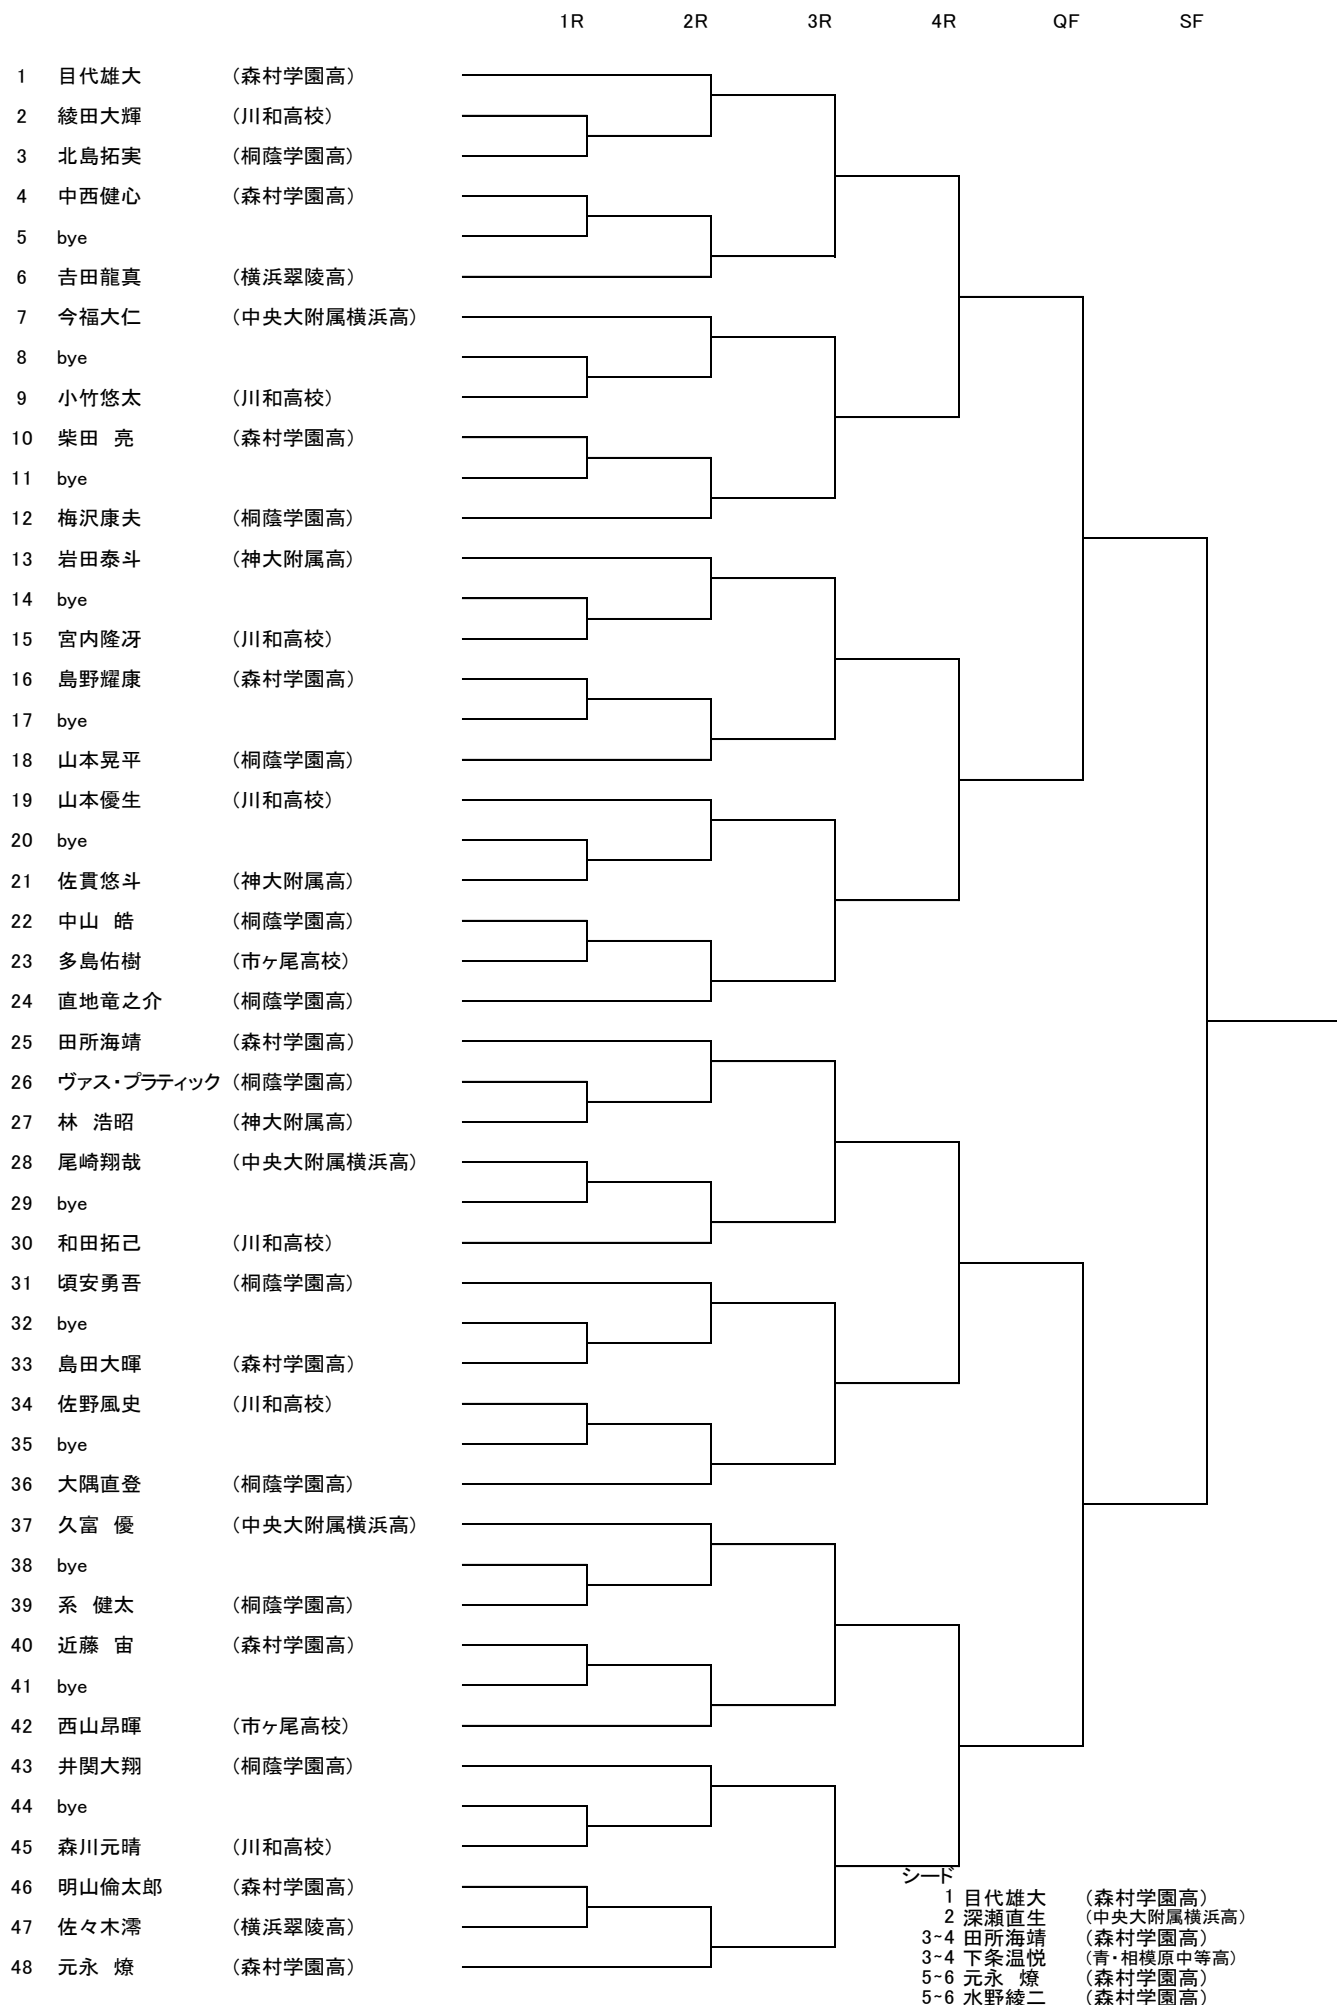 1R 2R 3R 4R QF SF
1 目代雄大 (森村学園高)
2 綾田大輝 (川和高校)
3 北島拓実 (桐蔭学園高)
4 中西健心 (森村学園高)
5 bye
6 吉田龍真 (横浜翠陵高)
7 今福大仁 (中央大附属横浜高)
8 bye
9 小竹悠太 (川和高校)
10 柴田 亮 (森村学園高)
11 bye
12 梅沢康夫 (桐蔭学園高)
13 岩田泰斗 (神大附属高)
14 bye
15 宮内隆冴 (川和高校)
16 島野耀康 (森村学園高)
17 bye
18 山本晃平 (桐蔭学園高)
19 山本優生 (川和高校)
20 bye
21 佐貫悠斗 (神大附属高)
22 中山 皓 (桐蔭学園高)
23 多島佑樹 (市ヶ尾高校)
24 直地竜之介 (桐蔭学園高)
25 田所海靖 (森村学園高)
26 ヴァス・プラティック (桐蔭学園高)
27 林 浩昭 (神大附属高)
28 尾崎翔哉 (中央大附属横浜高)
29 bye
30 和田拓己 (川和高校)
31 頃安勇吾 (桐蔭学園高)
32 bye
33 島田大暉 (森村学園高)
34 佐野風史 (川和高校)
35 bye
36 大隅直登 (桐蔭学園高)
37 久富 優 (中央大附属横浜高)
38 bye
39 系 健太 (桐蔭学園高)
40 近藤 宙 (森村学園高)
41 bye
42 西山昂暉 (市ヶ尾高校)
43 井関大翔 (桐蔭学園高)
44 bye
45 森川元晴 (川和高校)
46 明山倫太郎 (森村学園高)
47 佐々木澪 (横浜翠陵高)
48 元永 燎 (森村学園高)
シード
1 目代雄大 (森村学園高)
2 深瀬直生 (中央大附属横浜高)
3~4 田所海靖 (森村学園高)
3~4 下条温悦 (青・相模原中等高)
5~6 元永 燎 (森村学園高)
5~6 水野綾二 (森村学園高)